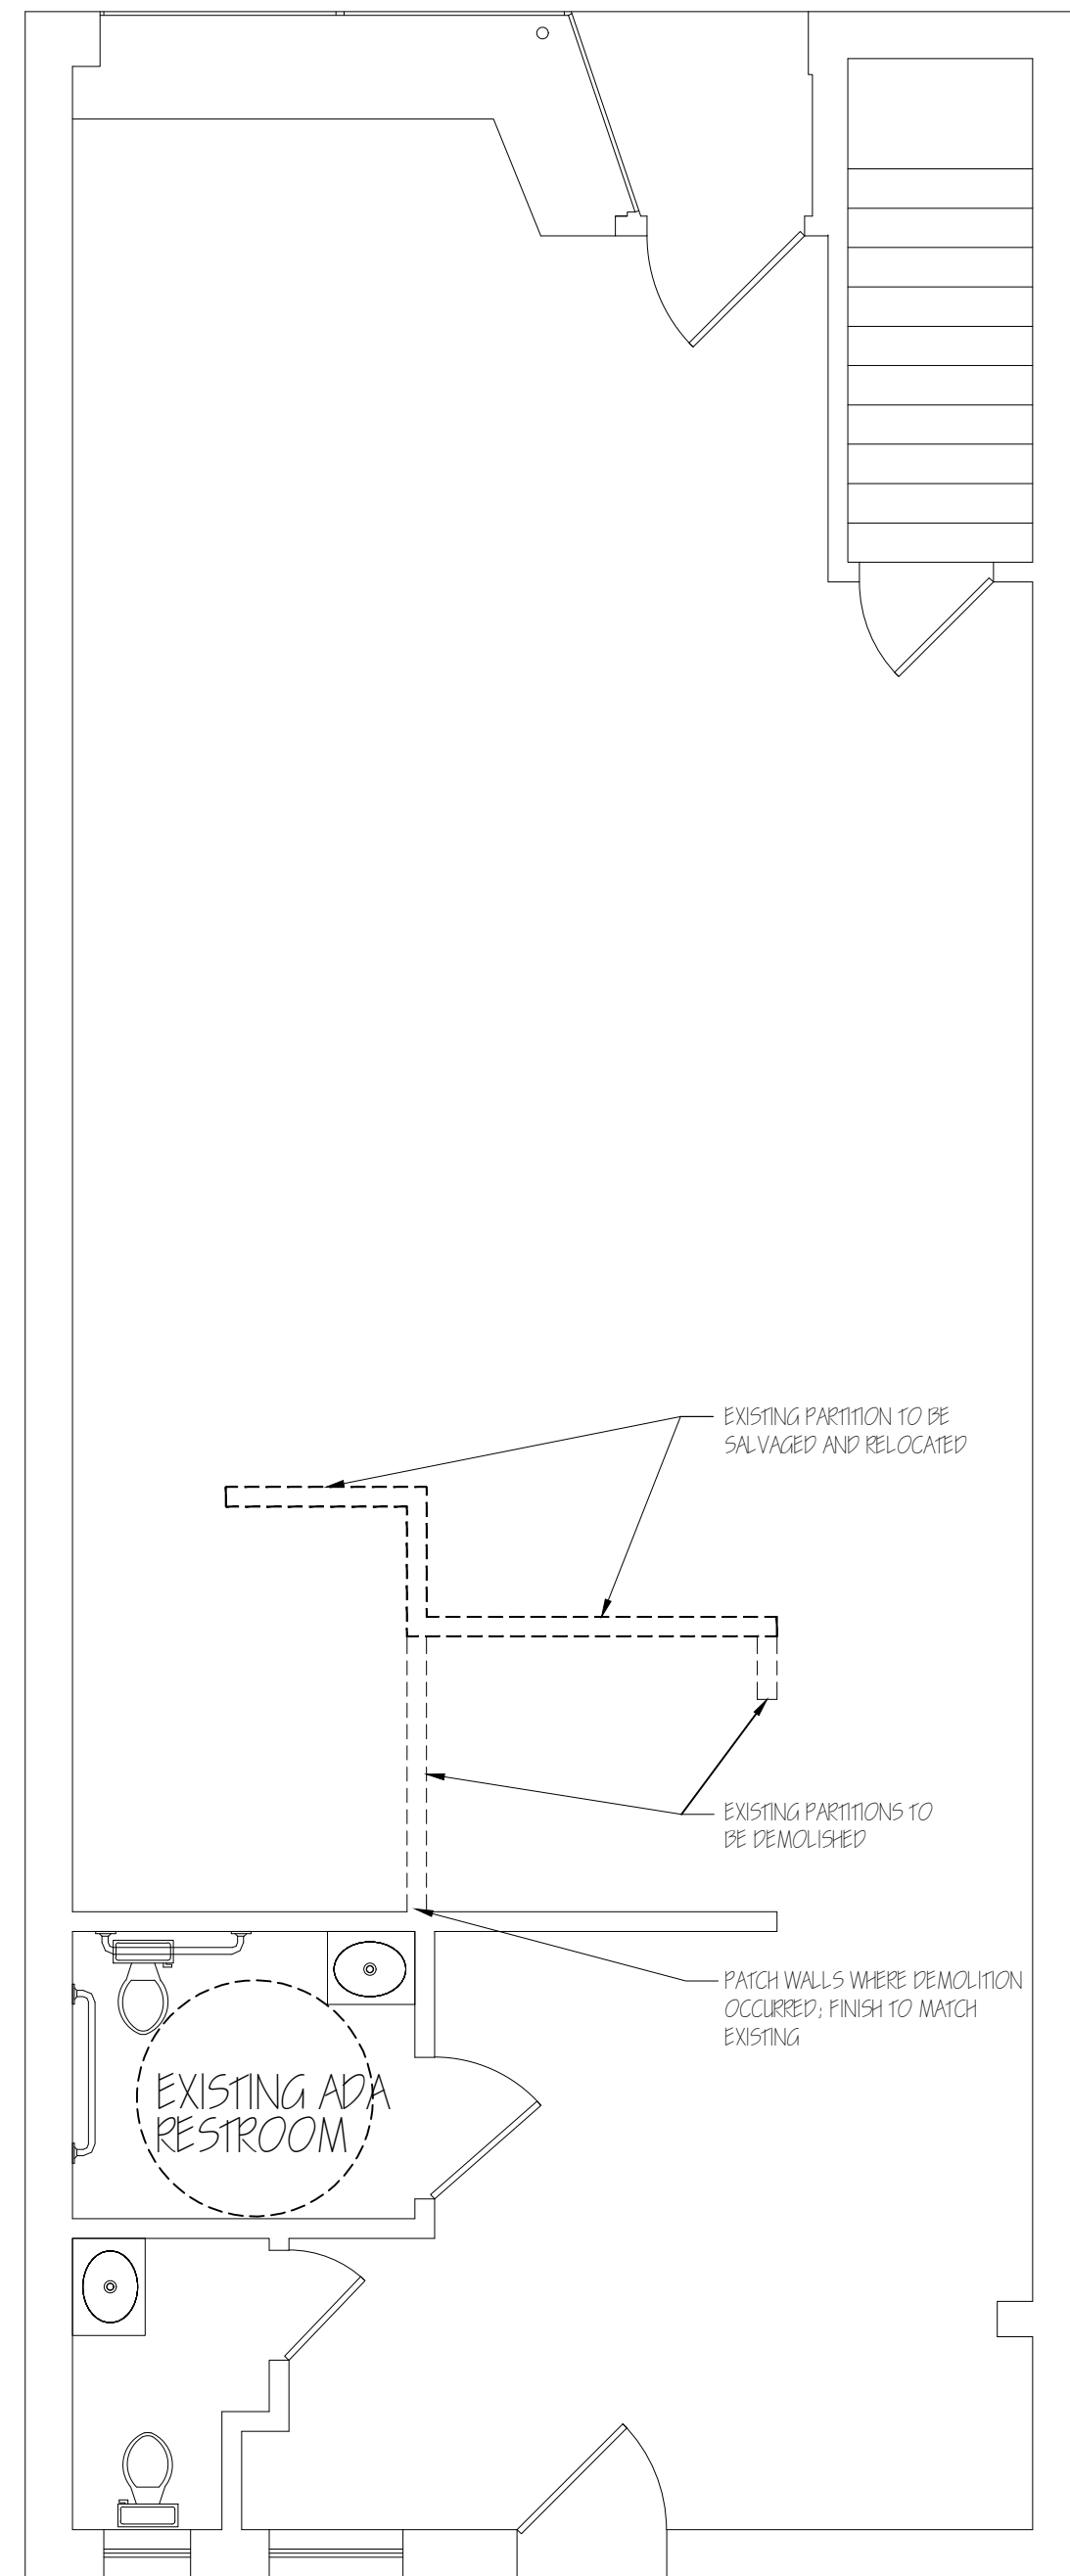 EXISTING PARTITION TO BE
SALVAGED AND RELOCATED
EXISTING PARTITIONS TO
BE DEMOLISHED
PATCH WALLS WHERE DEMOLITION
OCCURRED; FINISH TO MATCH
EXISTING
EXISTING ADA
RESTROOM